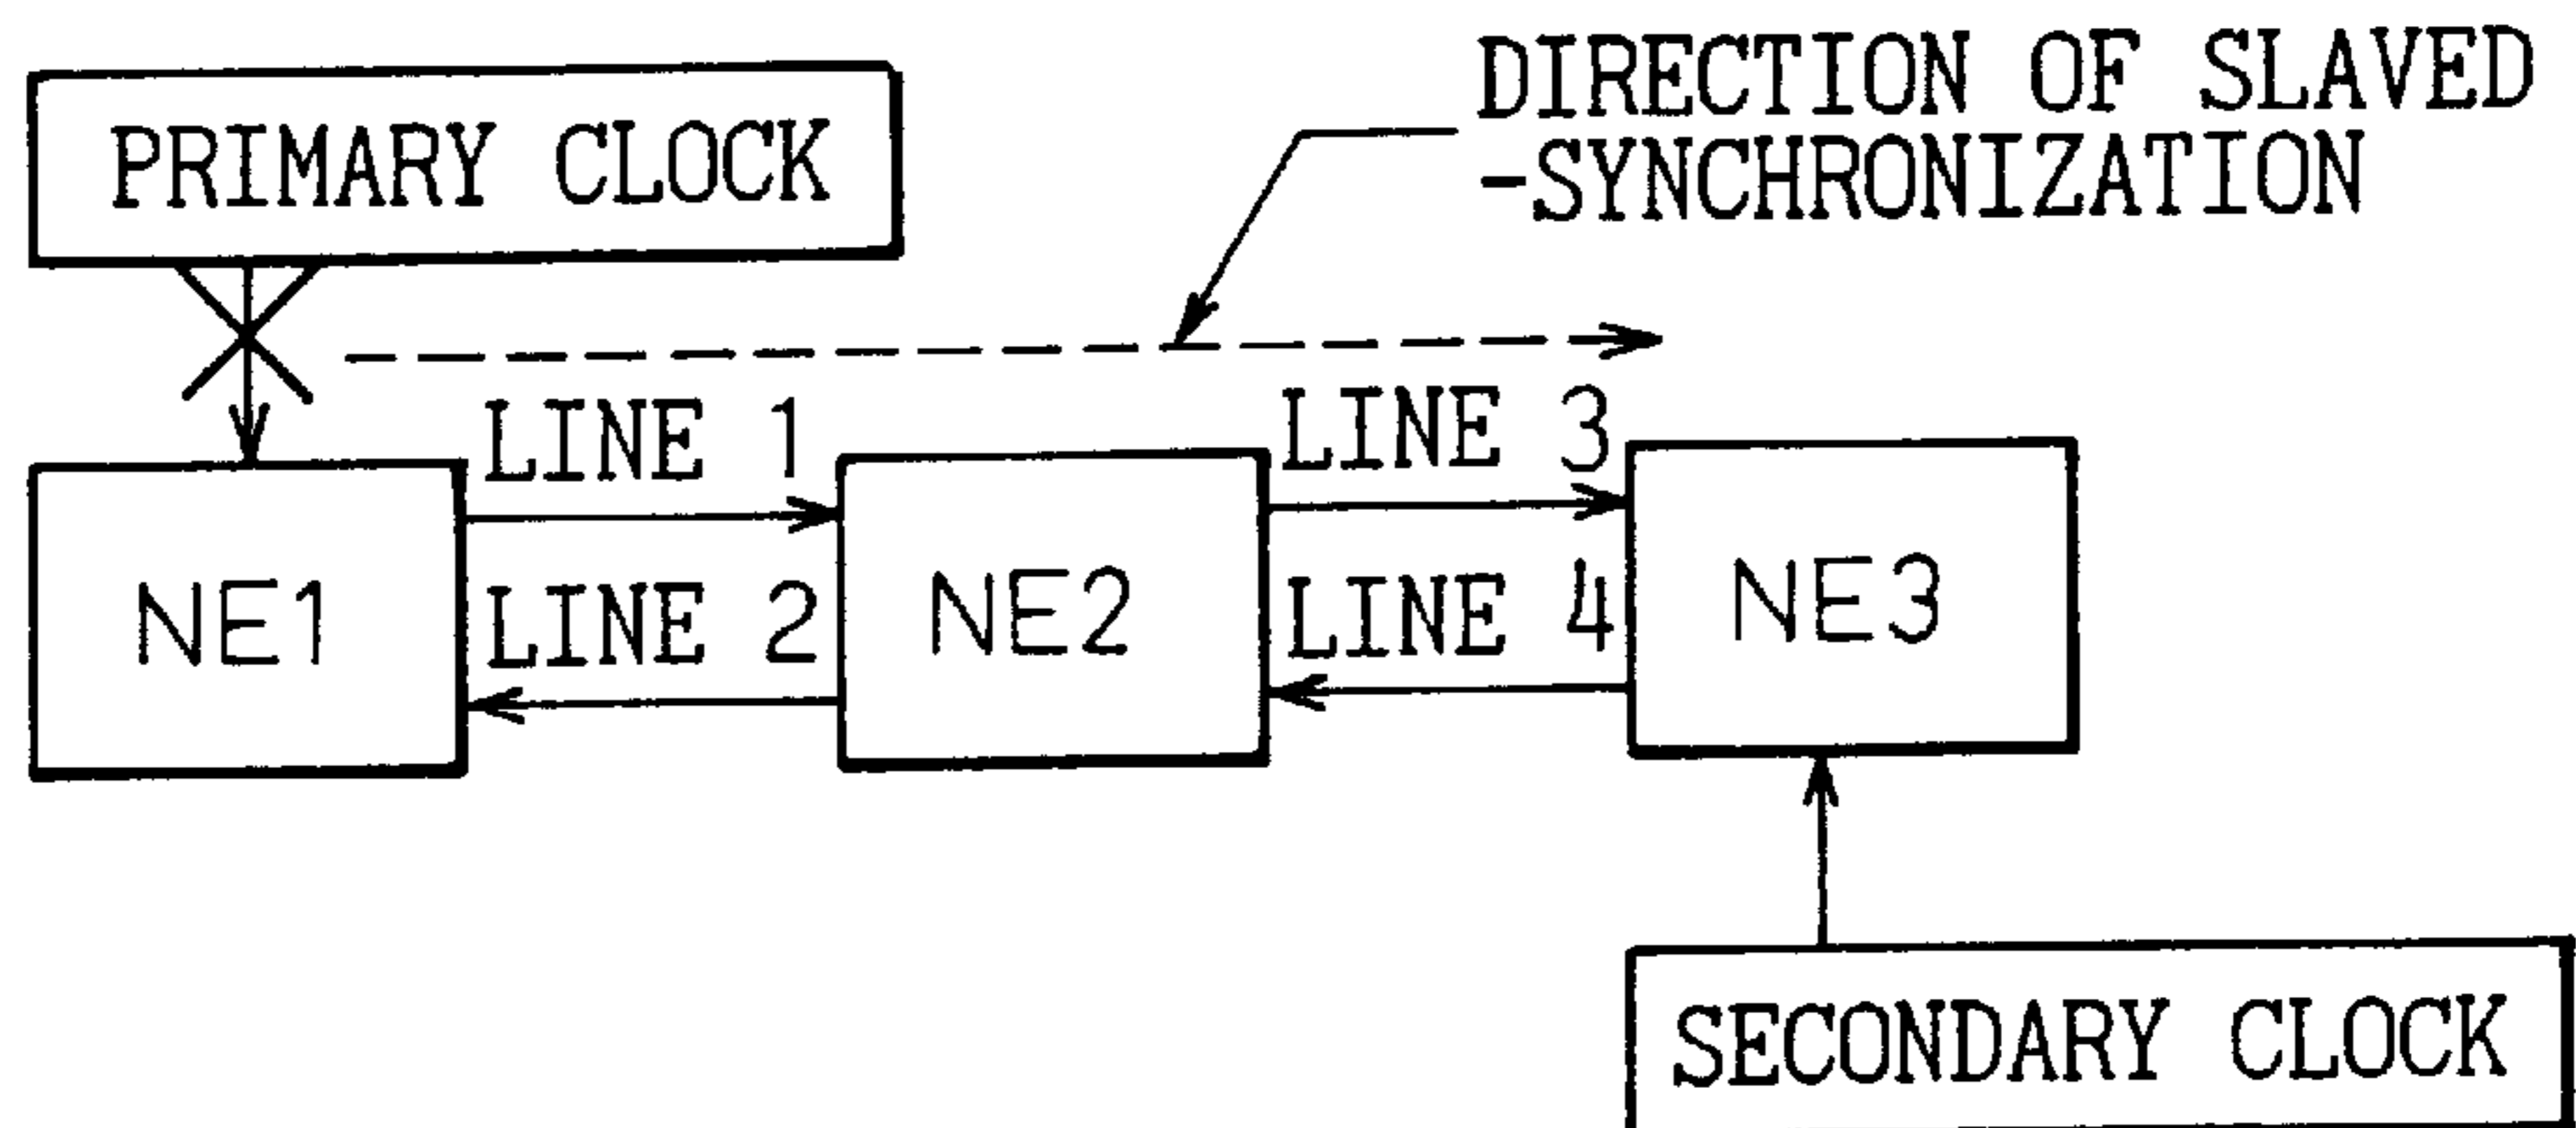 DIRECTION OF SLAVED
-SYNCHRONIZATION
PRIMARY CLOCK
LINE 1
LINE 3
NE1
LINE 2
NE2
LINE 4
NE3
SECONDARY CLOCK